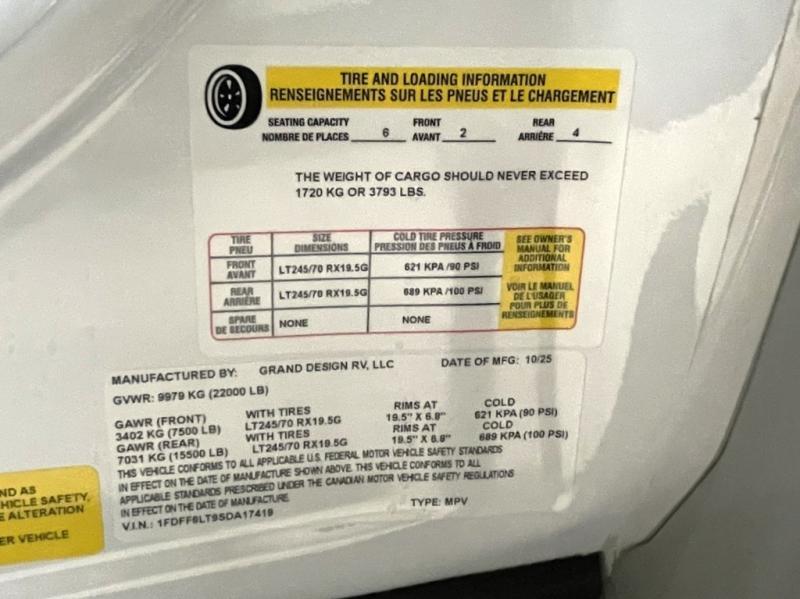 TIRE AND LOADING INFORMATION
RENSEIGNEMENTS SUR LES PNEUS ET LE CHARGEMENT
SEATING CAPACITY FRONT REAR
NOMBRE DE PLACES 6 AVANT 2 ARRIÈRE 4
THE WEIGHT OF CARGO SHOULD NEVER EXCEED
1720 KG OR 3793 LBS.
TIRE PNEU SIZE DIMENSIONS COLD TIRE PRESSURE PRESSION DES PNEUS À FROID
FRONT AVANT LT245/70 RX19.5G 621 KPA /90 PSI
REAR ARRIÈRE LT245/70 RX19.5G 689 KPA /100 PSI
SPARE DE SECOURS NONE NONE
SEE OWNER'S
MANUAL FOR
ADDITIONAL
INFORMATION
VOIR LE MANUEL
DE L'USAGER
POUR PLUS DE
RENSEIGNEMENTS
MANUFACTURED BY: GRAND DESIGN RV, LLC DATE OF MFG: 10/25
GVWR: 9979 KG (22000 LB)
GAWR (FRONT) WITH TIRES RIMS AT COLD
3402 KG (7500 LB) LT245/70 RX19.5G 19.5" X 6.8" 621 KPA (90 PSI)
GAWR (REAR) WITH TIRES RIMS AT COLD
7031 KG (15500 LB) LT245/70 RX19.5G 19.5" X 6.8" 689 KPA (100 PSI)
THIS VEHICLE CONFORMS TO ALL APPLICABLE U.S. FEDERAL MOTOR VEHICLE SAFETY STANDARDS
IN EFFECT ON THE DATE OF MANUFACTURE SHOWN ABOVE. THIS VEHICLE CONFORMS TO ALL
APPLICABLE STANDARDS PRESCRIBED UNDER THE CANADIAN MOTOR VEHICLE SAFETY REGULATIONS
IN EFFECT ON THE DATE OF MANUFACTURE.
V.I.N.: 1FDFF6LT9SDA17419 TYPE: MPV
ND AS
HICLE SAFETY,
E ALTERATION
ER VEHICLE